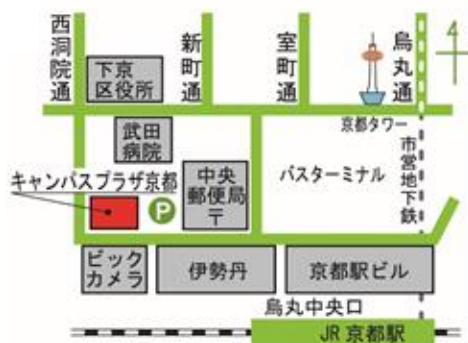 西洞院通
新町通
室町通
烏丸通
下京
区役所
京都タワー
武田
病院
市営地下鉄
中央
郵便局
〒
バスターミナル
キャンパスプラザ京都
P
ビック
カメラ
伊勢丹
京都駅ビル
烏丸中央口
JR 京都駅